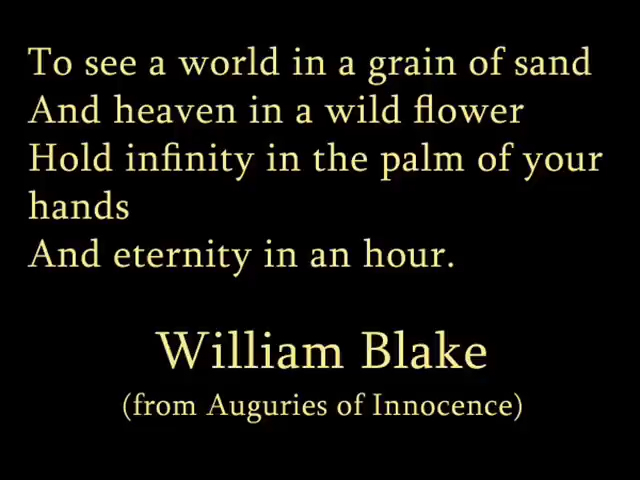 To see a world in a grain of sand
And heaven in a wild flower
Hold infinity in the palm of your
hands
And eternity in an hour.
William Blake
(from Auguries of Innocence)